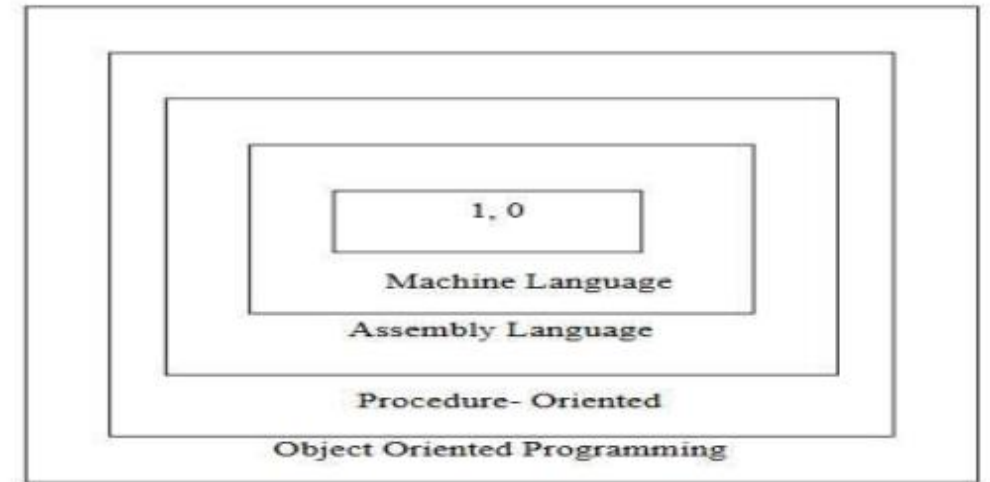 1, 0
Machine Language
Assembly Language
Procedure- Oriented
Object Oriented Programming